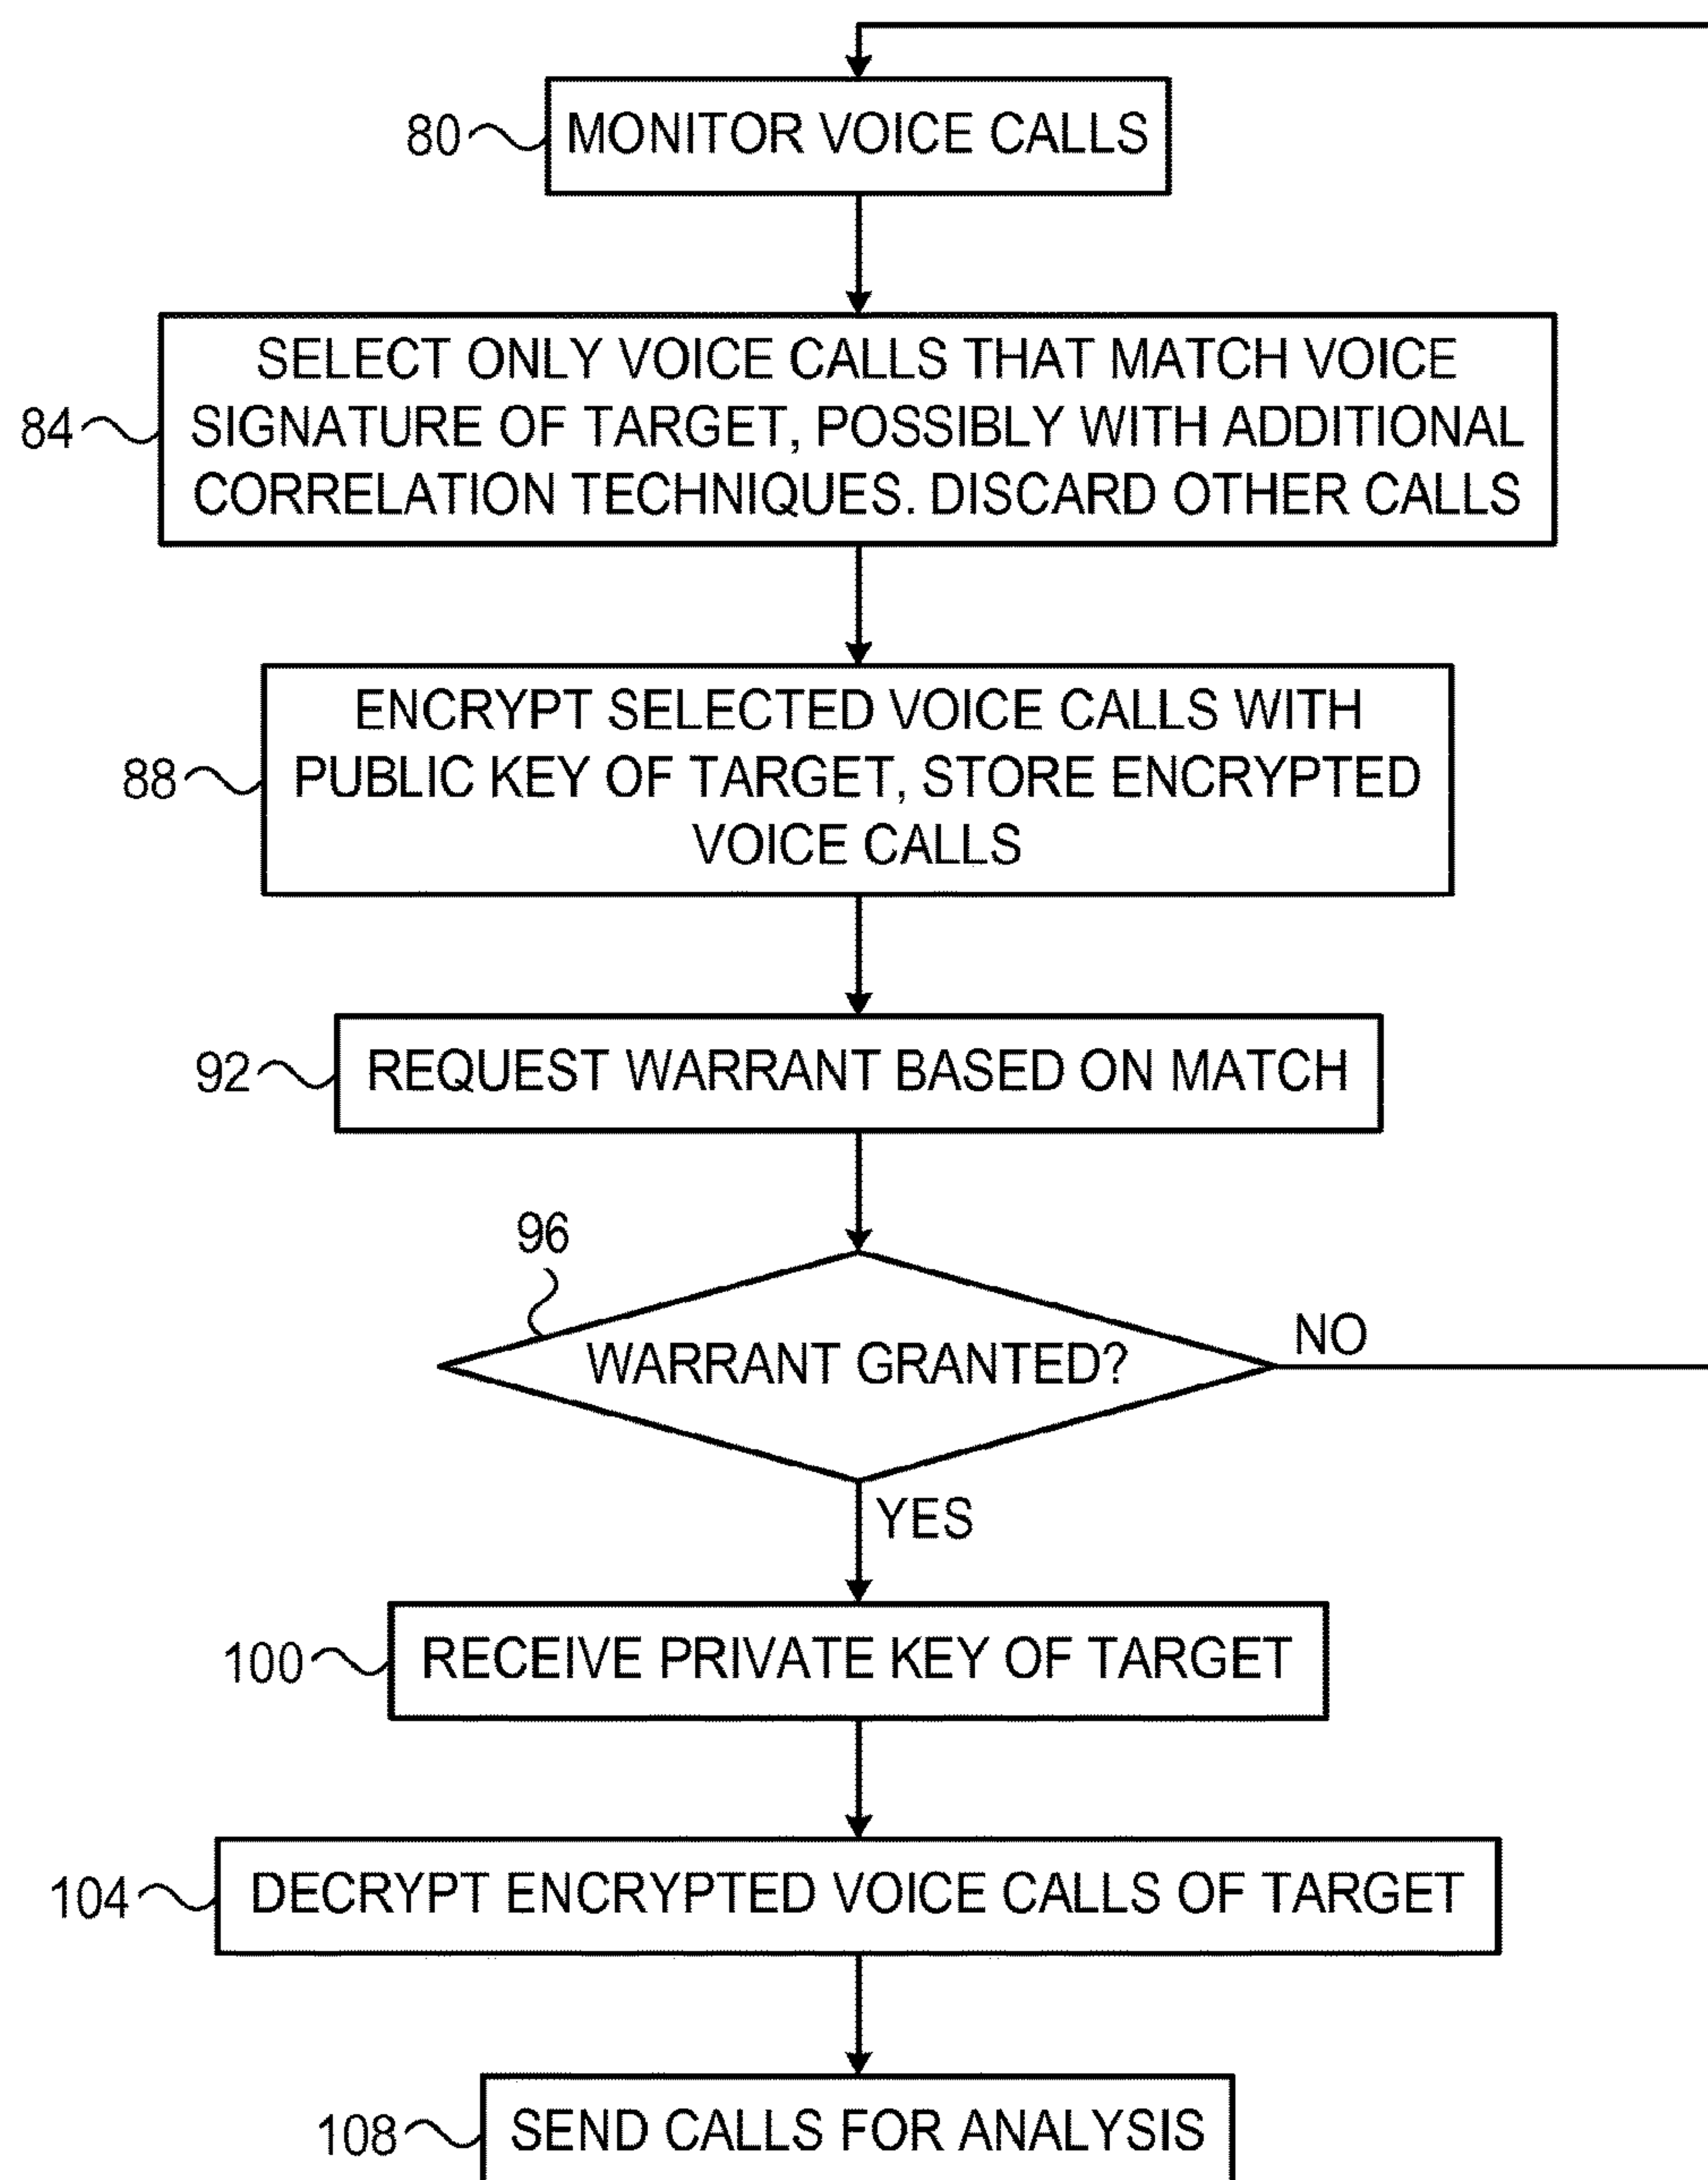 80
MONITOR VOICE CALLS
84
SELECT ONLY VOICE CALLS THAT MATCH VOICE
SIGNATURE OF TARGET, POSSIBLY WITH ADDITIONAL
CORRELATION TECHNIQUES. DISCARD OTHER CALLS
88
ENCRYPT SELECTED VOICE CALLS WITH
PUBLIC KEY OF TARGET, STORE ENCRYPTED
VOICE CALLS
92
REQUEST WARRANT BASED ON MATCH
96
WARRANT GRANTED?
NO
YES
100
RECEIVE PRIVATE KEY OF TARGET
104
DECRYPT ENCRYPTED VOICE CALLS OF TARGET
108
SEND CALLS FOR ANALYSIS